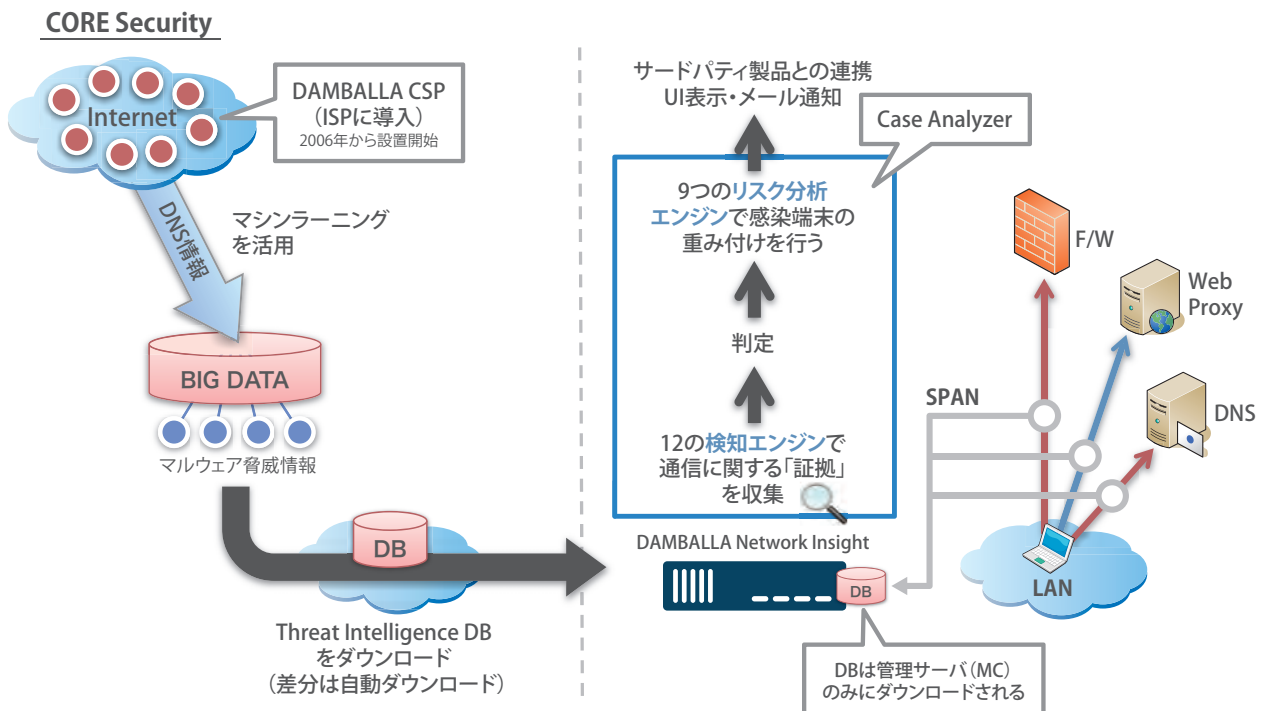 CORE Security
Internet
DAMBALLA CSP
（ISPに導入）
2006年から設置開始
DNS情報
マシンラーニング
を活用
BIG DATA
マルウェア脅威情報
DB
Threat Intelligence DB
をダウンロード
（差分は自動ダウンロード）
サードパティ製品との連携
UI表示・メール通知
Case Analyzer
9つのリスク分析
エンジンで感染端末の
重み付けを行う
判定
12の検知エンジンで
通信に関する「証拠」
を収集
DAMBALLA Network Insight
DB
DBは管理サーバ（MC）
のみにダウンロードされる
F/W
Web
Proxy
DNS
SPAN
LAN